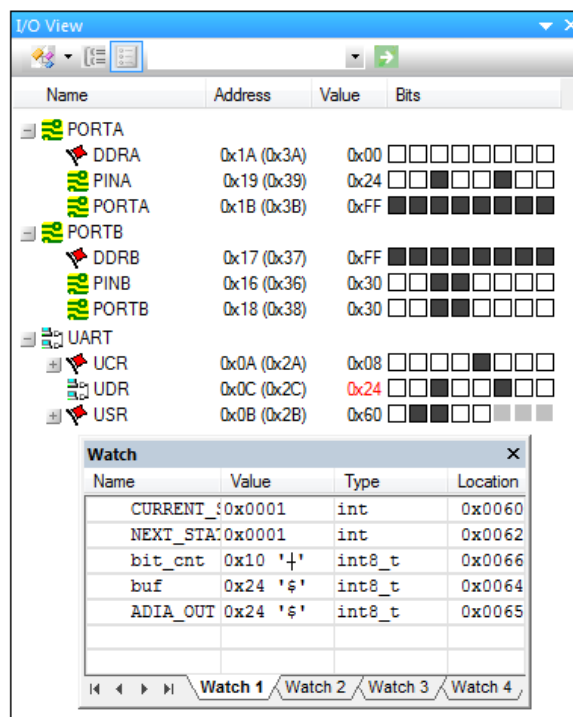 I/O View
Name Address Value Bits
PORTA
DDRA 0x1A (0x3A) 0x00
PINA 0x19 (0x39) 0x24
PORTA 0x1B (0x3B) 0xFF
PORTB
DDRB 0x17 (0x37) 0xFF
PINB 0x16 (0x36) 0x30
PORTB 0x18 (0x38) 0x30
UART
UCR 0x0A (0x2A) 0x08
UDR 0x0C (0x2C) 0x24
USR 0x0B (0x2B) 0x60
Watch
Name Value Type Location
CURRENT_S 0x0001 int 0x0060
NEXT_STA 0x0001 int 0x0062
bit_cnt 0x10 '┼' int8_t 0x0066
buf 0x24 '$' int8_t 0x0064
ADIA_OUT 0x24 '$' int8_t 0x0065
Watch 1 Watch 2 Watch 3 Watch 4